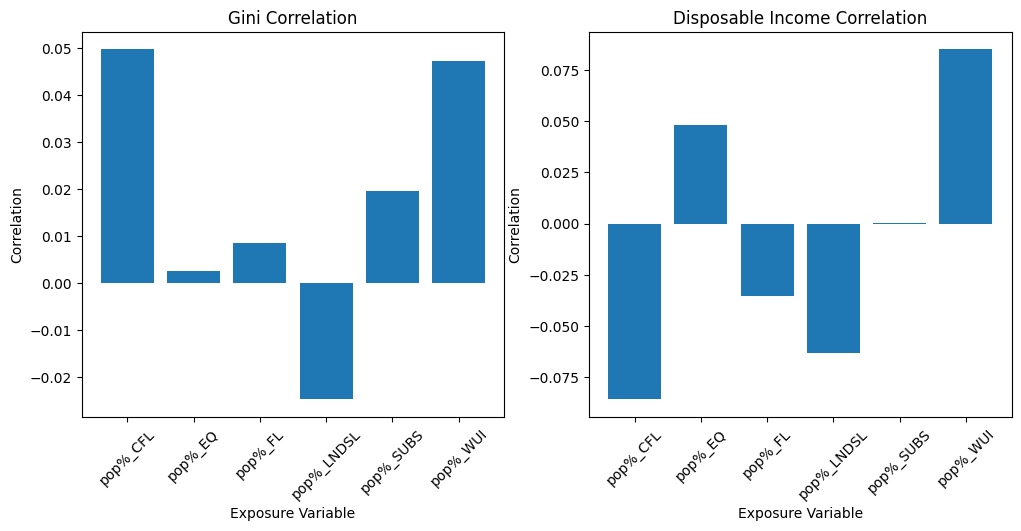 Gini Correlation
Correlation
0.05
0.04
0.03
0.02
0.01
0.00
−0.01
−0.02
pop%_CFL
pop%_EQ
pop%_FL
pop%_LNDSL
pop%_SUBS
pop%_WUI
Exposure Variable
Disposable Income Correlation
Correlation
0.075
0.050
0.025
0.000
−0.025
−0.050
−0.075
pop%_CFL
pop%_EQ
pop%_FL
pop%_LNDSL
pop%_SUBS
pop%_WUI
Exposure Variable